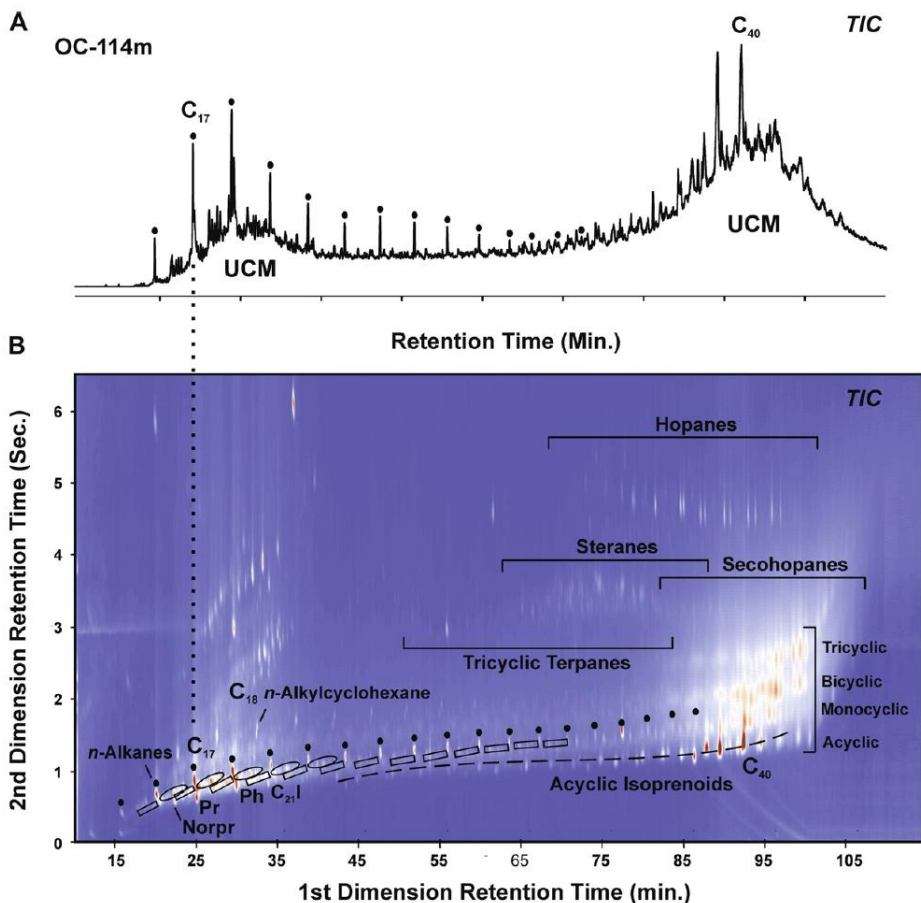 A
OC-114m
TIC
C₁₇
C₄₀
UCM
UCM
Retention Time (Min.)
B
TIC
2nd Dimension Retention Time (Sec.)
6
5
4
3
2
1
0
Hopanes
Steranes
Secohopanes
Tricyclic Terpanes
Tricyclic
Bicyclic
Monocyclic
Acyclic
C₁₈ n-Alkylcyclohexane
n-Alkanes
C₁₇
Pr
Ph
C₂₁I
Norpr
Acyclic Isoprenoids
C₄₀
15 25 35 45 55 65 75 85 95 105
1st Dimension Retention Time (min.)